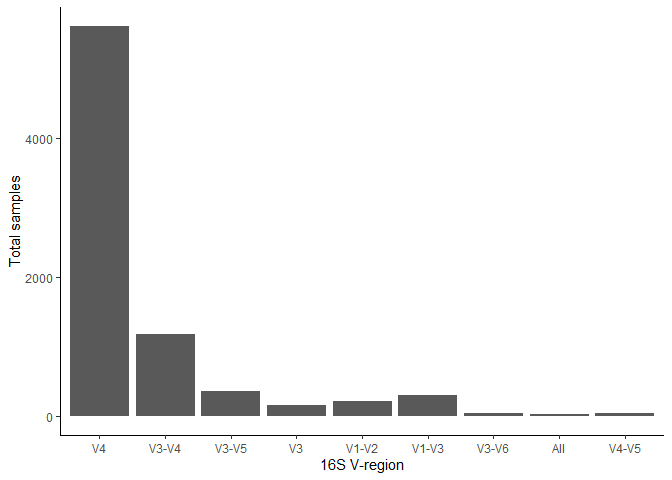 Total samples
4000
2000
0
V4 V3-V4 V3-V5 V3 V1-V2 V1-V3 V3-V6 All V4-V5
16S V-region